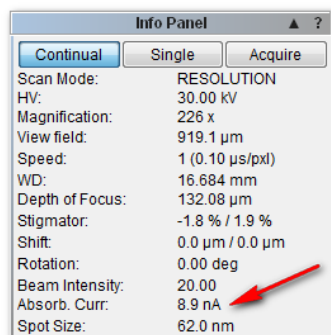 Info Panel ▲ ?
Continual Single Acquire
Scan Mode: RESOLUTION
HV: 30.00 kV
Magnification: 226 x
View field: 919.1 µm
Speed: 1 (0.10 µs/pxl)
WD: 16.684 mm
Depth of Focus: 132.08 µm
Stigmator: -1.8 % / 1.9 %
Shift: 0.0 µm / 0.0 µm
Rotation: 0.00 deg
Beam Intensity: 20.00
Absorb. Curr: 8.9 nA
Spot Size: 62.0 nm